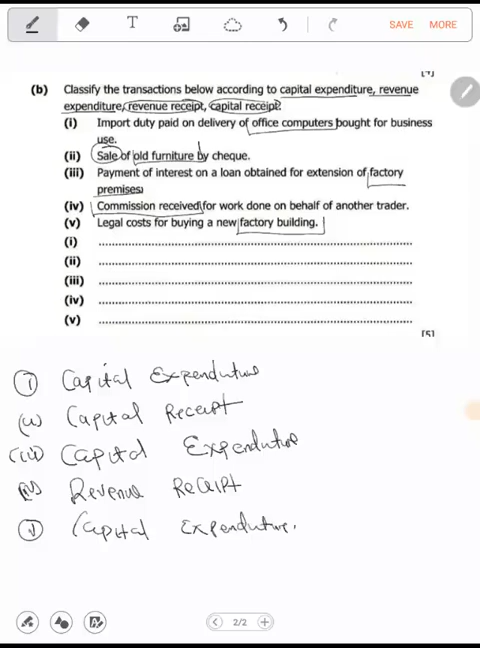 T
SAVE MORE
(b) Classify the transactions below according to capital expenditure, revenue
expenditure, revenue receipt, capital receipt.
(i) Import duty paid on delivery of office computers bought for business
use.
(ii) Sale of old furniture by cheque.
(iii) Payment of interest on a loan obtained for extension of factory
premises.
(iv) Commission received for work done on behalf of another trader.
(v) Legal costs for buying a new factory building.
(i) ........................................................................
(ii) ........................................................................
(iii) ........................................................................
(iv) ........................................................................
(v) ........................................................................
[5]
(i) Capital Expenduture
(ii) Capital Receipt
(iii) Capital Expenduture
(iv) Revenue Receipt
(v) Capital Expenduture.
2/2